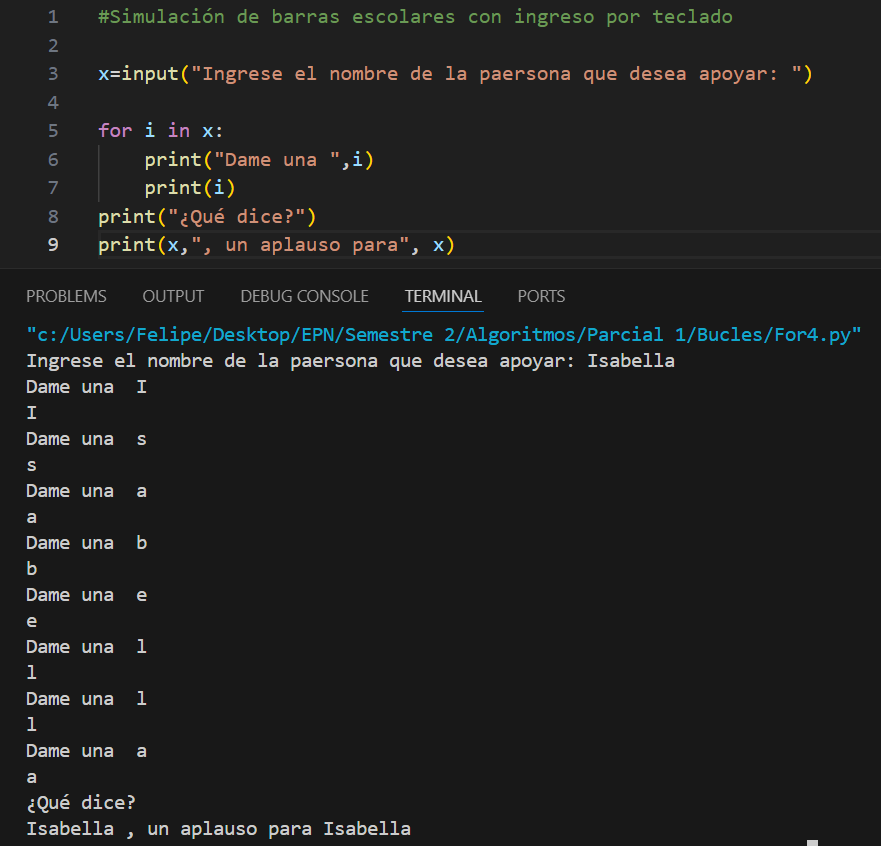 1 #Simulación de barras escolares con ingreso por teclado
2
3 x=input("Ingrese el nombre de la paersona que desea apoyar: ")
4
5 for i in x:
6     print("Dame una ",i)
7     print(i)
8 print("¿Qué dice?")
9 print(x,", un aplauso para", x)
PROBLEMS OUTPUT DEBUG CONSOLE TERMINAL PORTS
"c:/Users/Felipe/Desktop/EPN/Semestre 2/Algoritmos/Parcial 1/Bucles/For4.py"
Ingrese el nombre de la paersona que desea apoyar: Isabella
Dame una  I
I
Dame una  s
s
Dame una  a
a
Dame una  b
b
Dame una  e
e
Dame una  l
l
Dame una  l
l
Dame una  a
a
¿Qué dice?
Isabella , un aplauso para Isabella